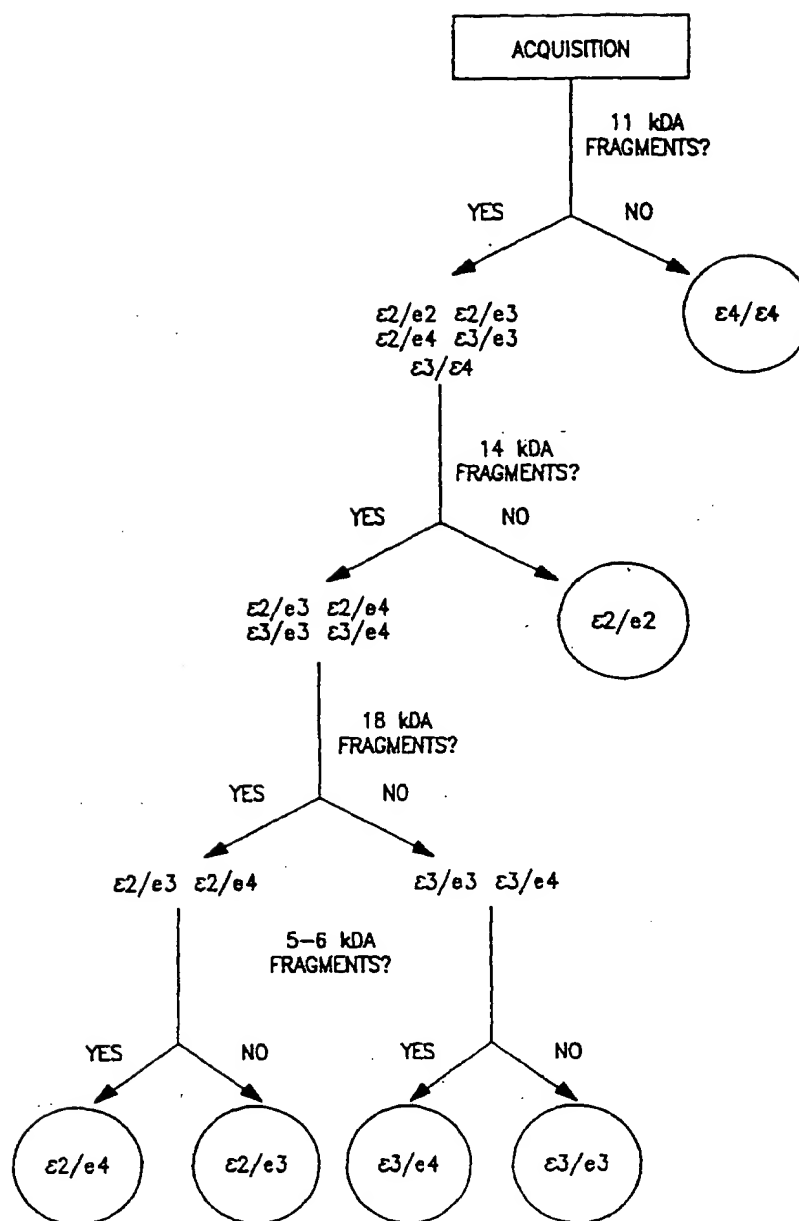 ACQUISITION
11 kDA
FRAGMENTS?
YES NO
ε2/e2 ε2/e3
ε2/e4 ε3/e3
ε3/ε4
ε4/ε4
14 kDA
FRAGMENTS?
YES NO
ε2/e3 ε2/e4
ε3/e3 ε3/e4
ε2/e2
18 kDA
FRAGMENTS?
YES NO
ε2/e3 ε2/e4
ε3/e3 ε3/e4
5-6 kDA
FRAGMENTS?
YES NO
YES NO
ε2/e4
ε2/e3
ε3/e4
ε3/e3